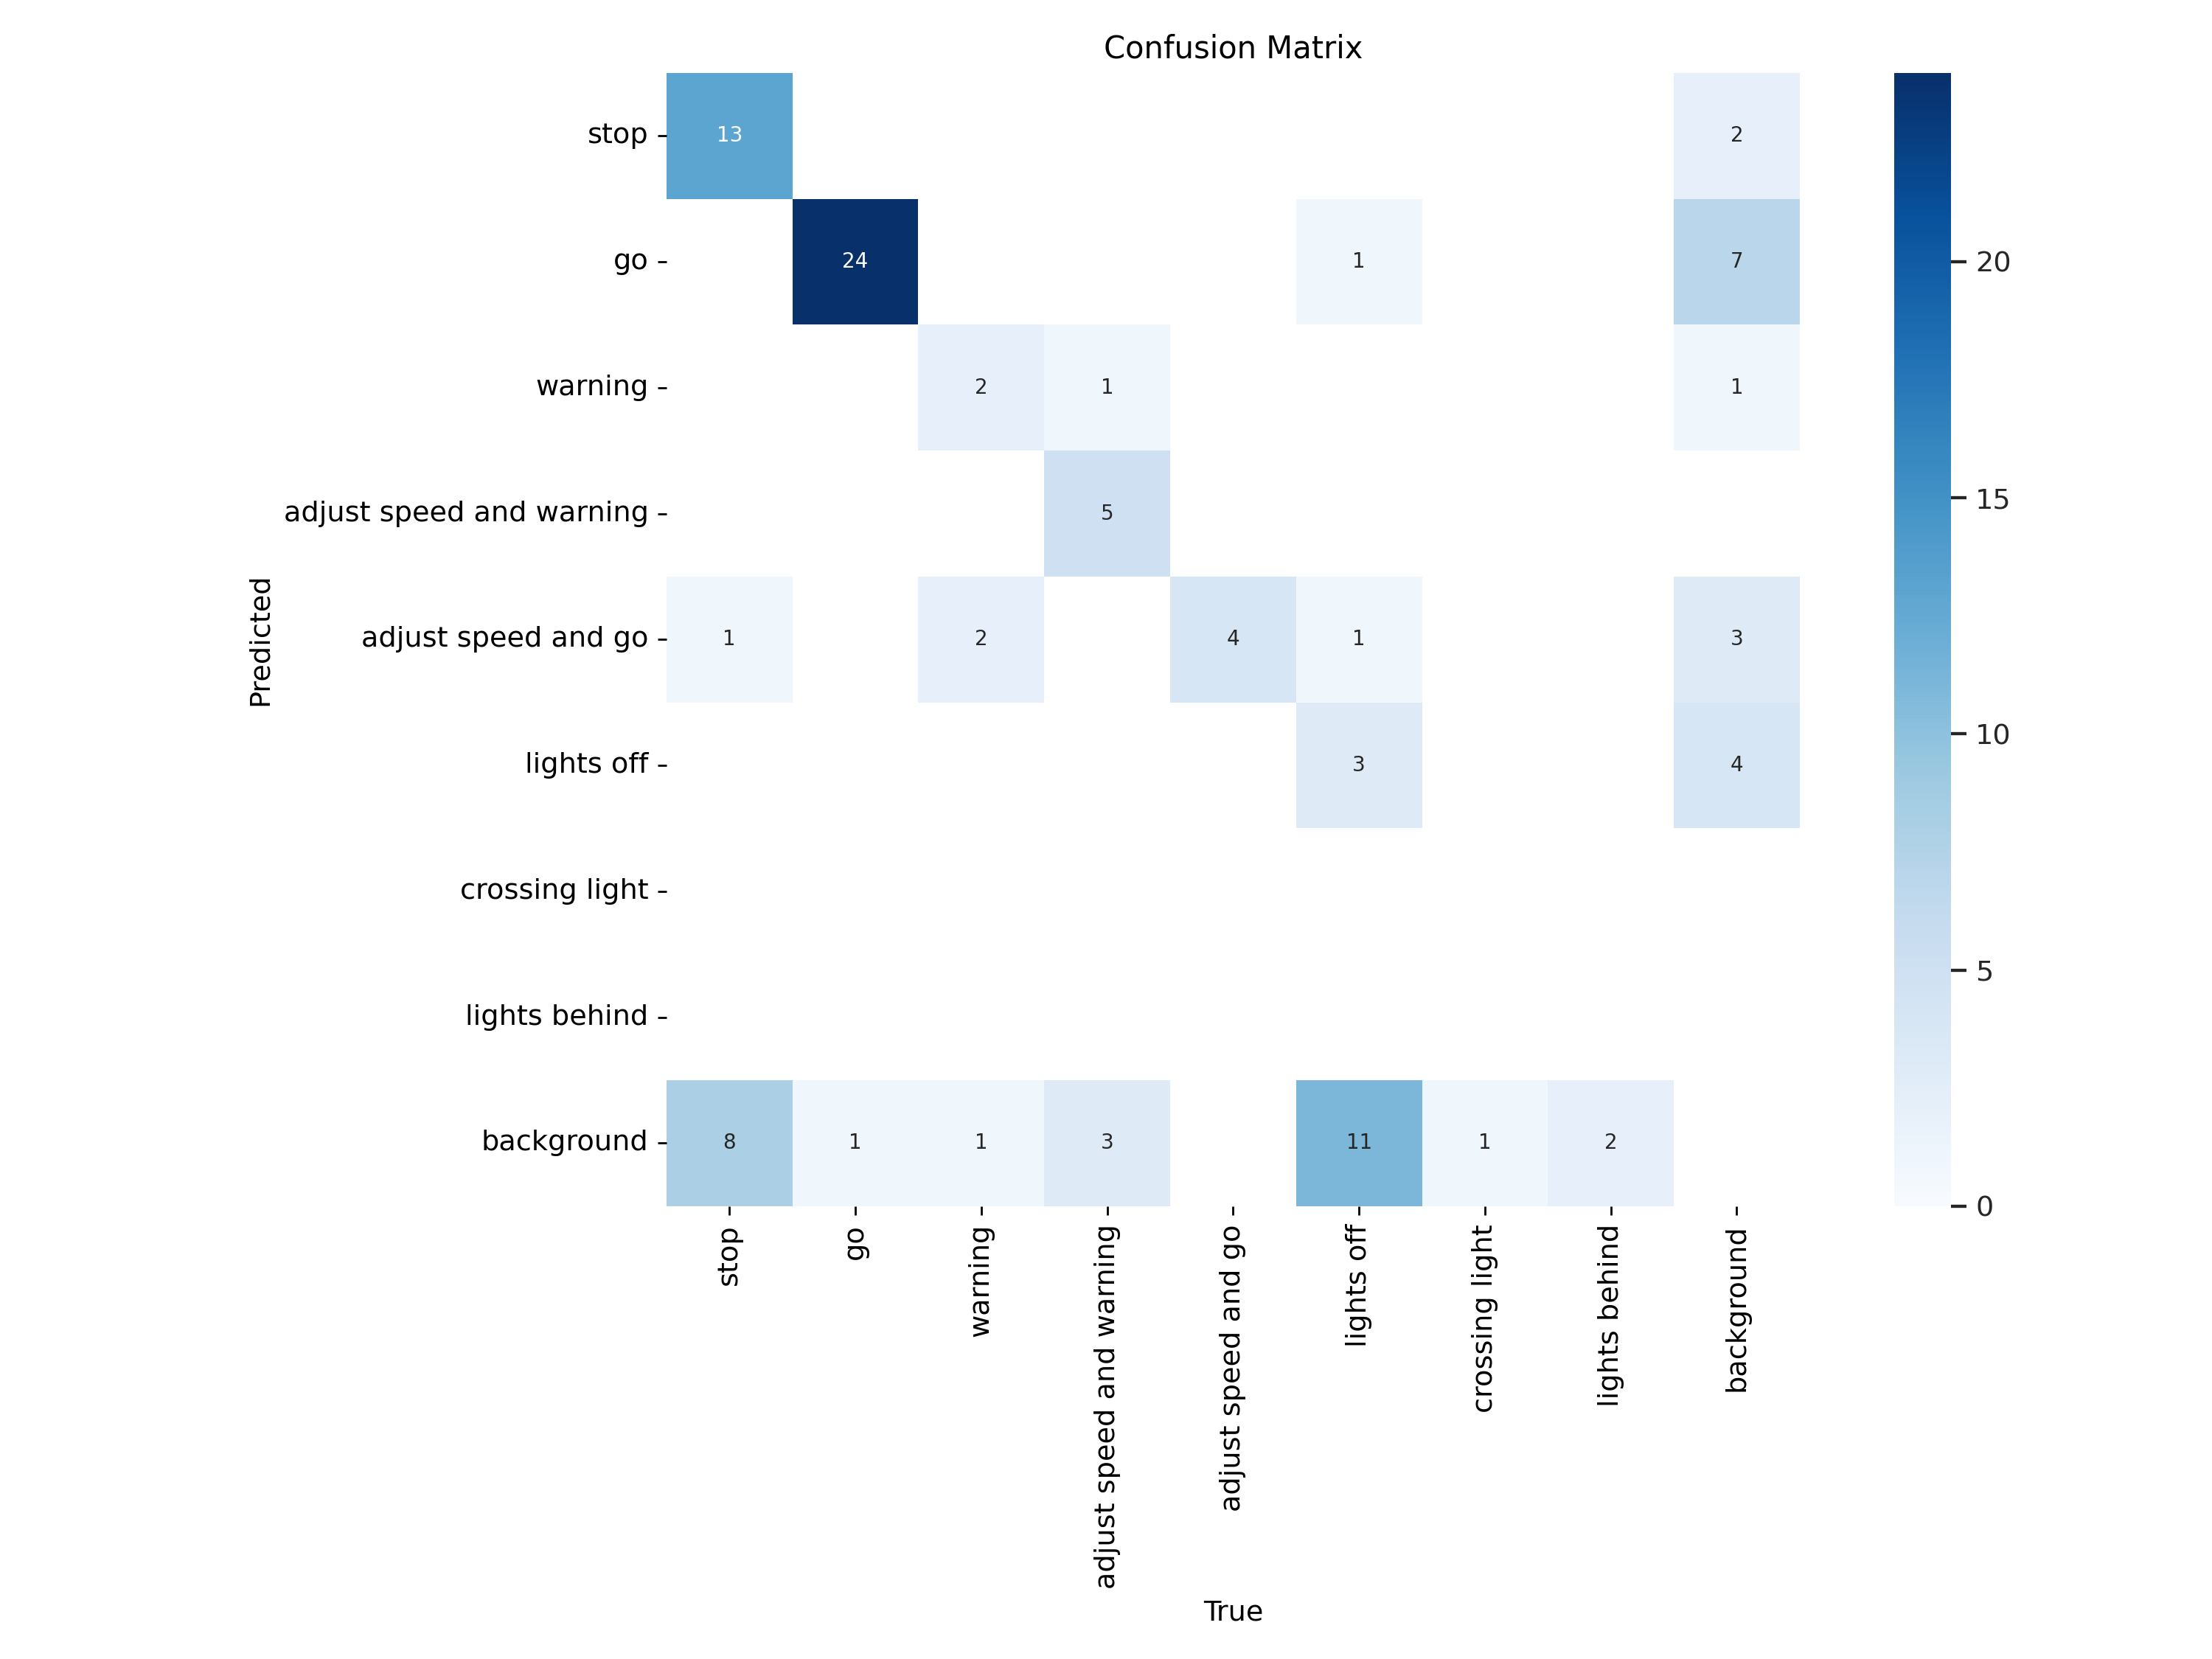 Confusion Matrix
stop 13 2
go 24 1 7
warning 2 1 1
adjust speed and warning 5
adjust speed and go 1 2 4 1 3
lights off 3 4
crossing light
lights behind
background 8 1 1 3 11 1 2
Predicted
stop
go
warning
adjust speed and warning
adjust speed and go
lights off
crossing light
lights behind
background
True
20
15
10
5
0